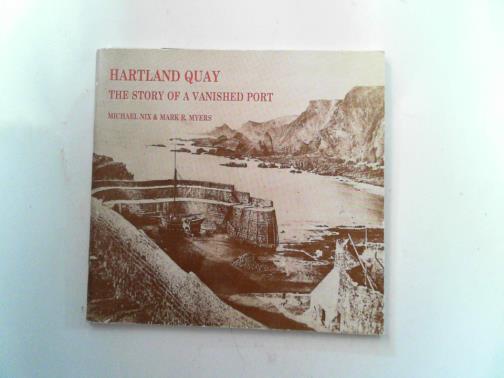 HARTLAND QUAY
THE STORY OF A VANISHED PORT
MICHAEL NIX & MARK R. MYERS